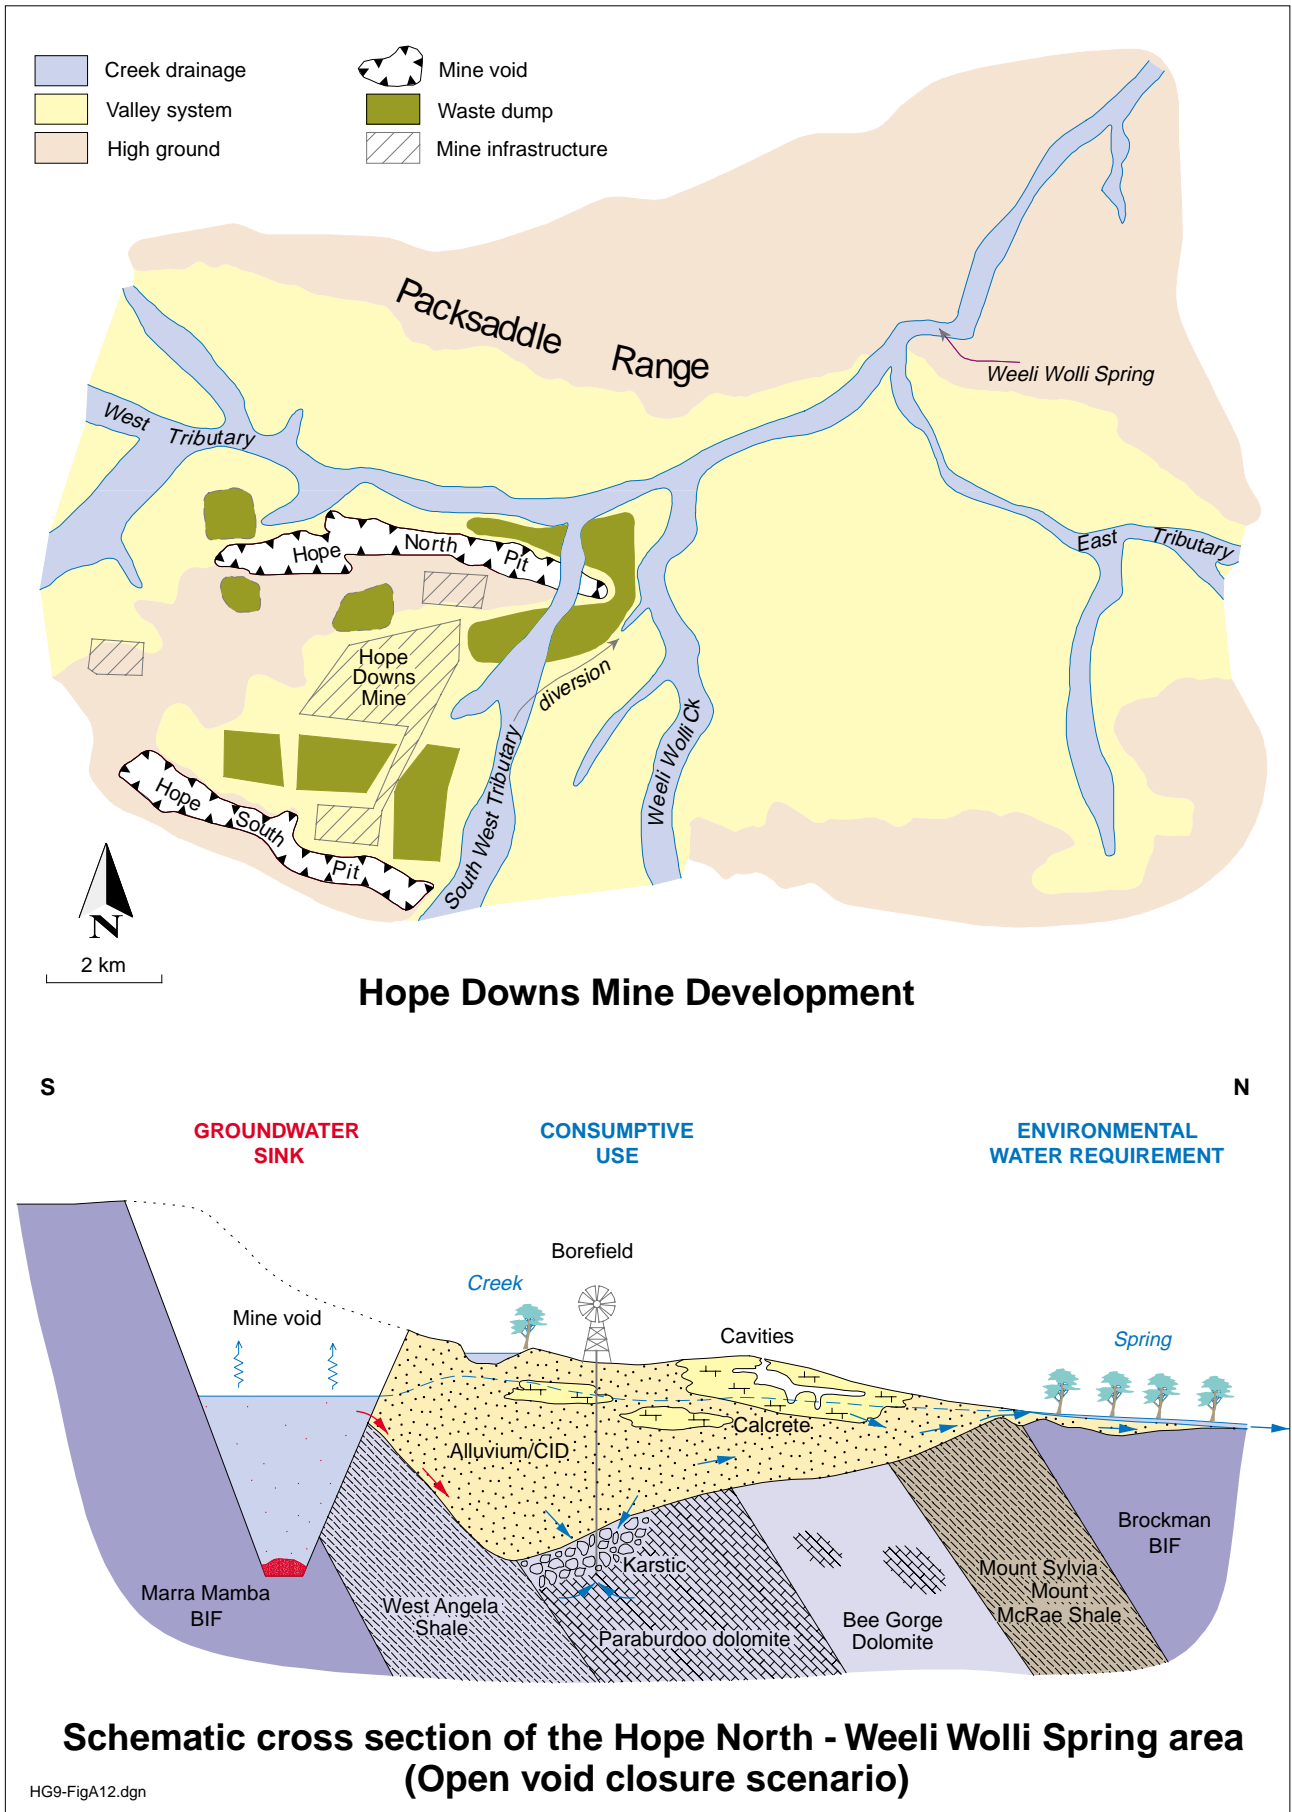 Creek drainage
Valley system
High ground
Mine void
Waste dump
Mine infrastructure
Packsaddle Range
Weeli Wolli Spring
West Tributary
Hope North Pit
East Tributary
Hope
Downs
Mine
diversion
South West Tributary
Weeli Wolli Ck
Hope South Pit
N
2 km
Hope Downs Mine Development
S
N
GROUNDWATER
SINK
CONSUMPTIVE
USE
ENVIRONMENTAL
WATER REQUIREMENT
Borefield
Creek
Mine void
Cavities
Spring
Calcrete
Alluvium/CID
Karstic
Marra Mamba
BIF
West Angela
Shale
Paraburdoo dolomite
Bee Gorge
Dolomite
Mount Sylvia
Mount
McRae Shale
Brockman
BIF
Schematic cross section of the Hope North - Weeli Wolli Spring area
(Open void closure scenario)
HG9-FigA12.dgn